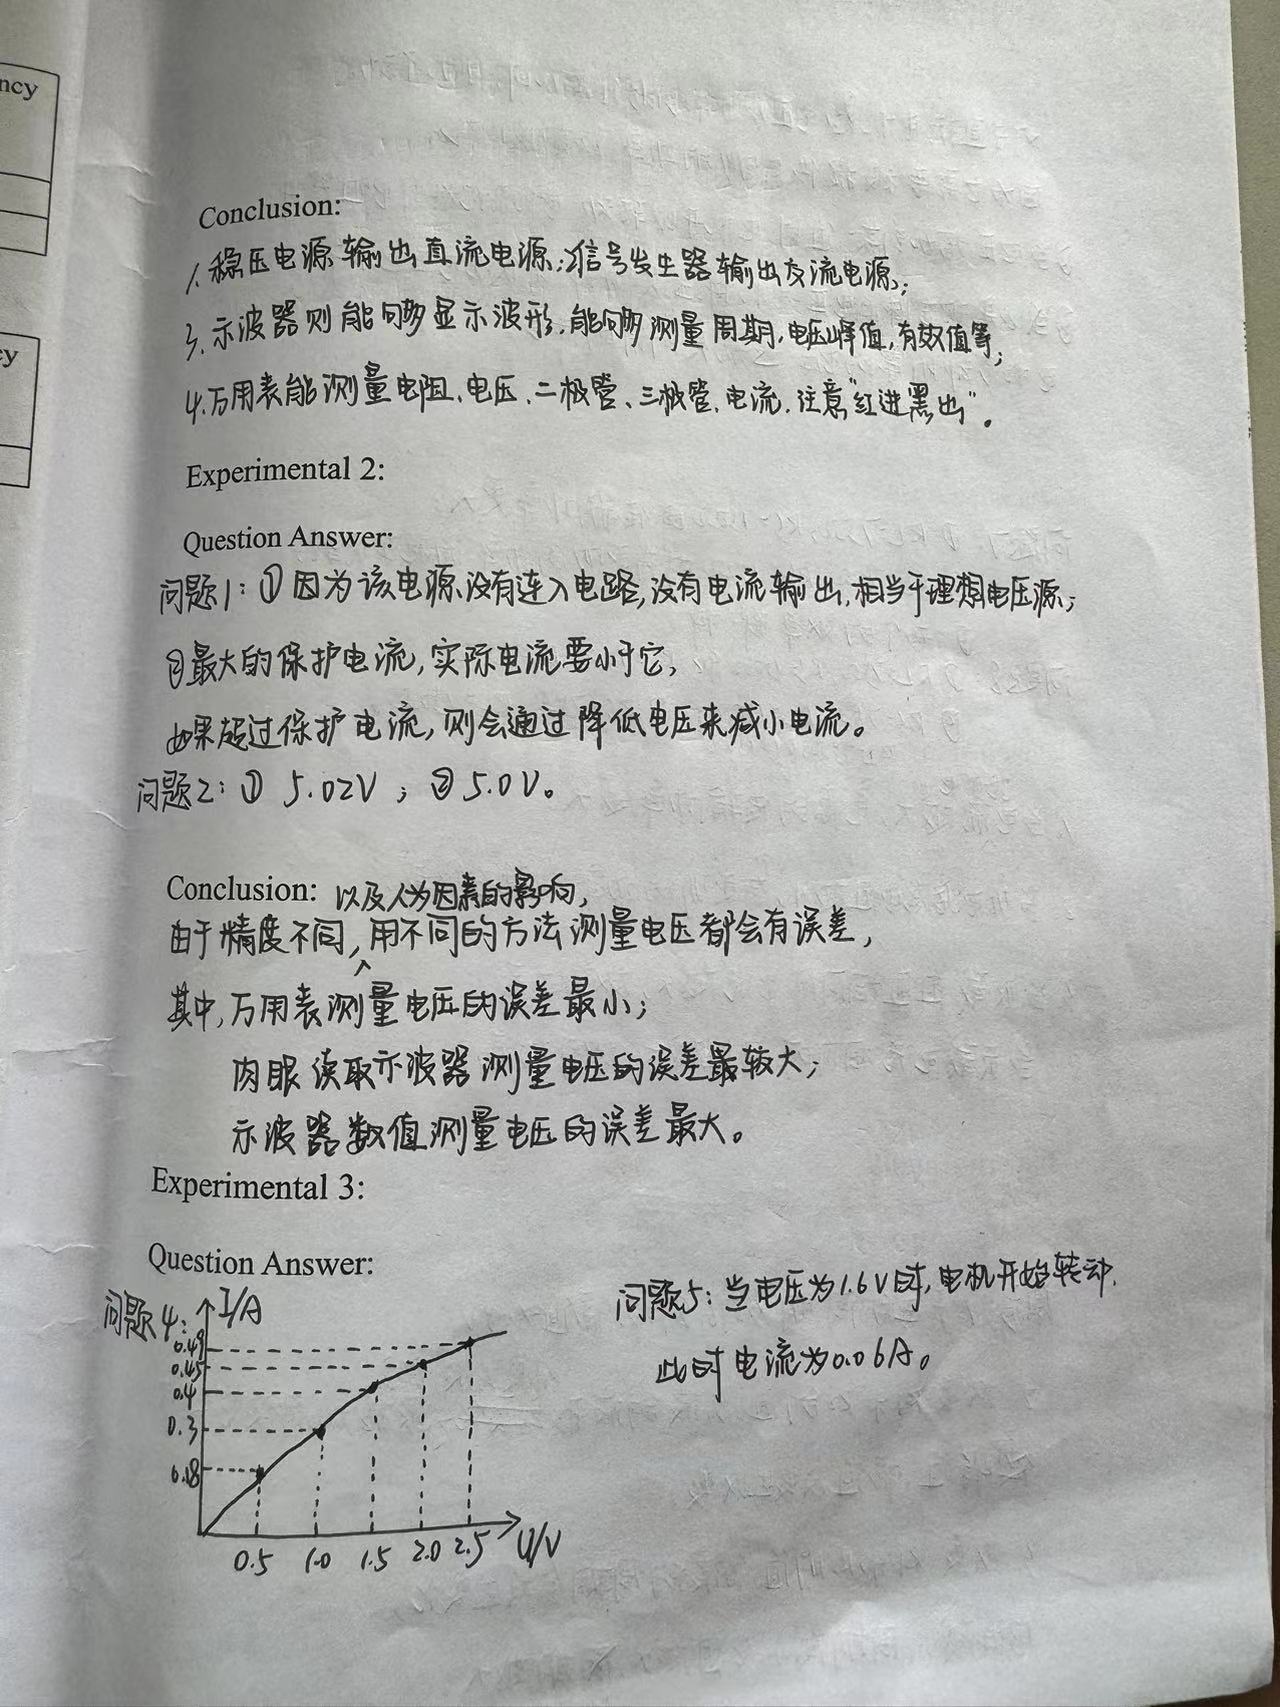 ncy
y
Conclusion:
1. 稳压电源输出直流电源;2信号发生器输出交流电源;
3. 示波器则能够显示波形,能够测量周期,电压峰值,有效值等;
4. 万用表能测量电阻、电压、二极管、三极管、电流.注意"红进黑出"。
Experimental 2:
Question Answer:
问题1: ① 因为该电源没有连入电路,没有电流输出,相当于理想电压源;
②最大的保护电流,实际电流要小于它,
如果超过保护电流,则会通过降低电压来减小电流。
问题2: ① 5.02V ; ② 5.0V。
Conclusion: 以及人为因素的影响,
由于精度不同,用不同的方法测量电压都会有误差,
其中,万用表测量电压的误差最小;
肉眼读取示波器测量电压的误差最较大;
示波器数值测量电压的误差最大。
Experimental 3:
Question Answer:
问题4: I/A
0.49
0.45
0.4
0.3
0.18
0.5 1.0 1.5 2.0 2.5 U/V
问题5: 当电压为1.6V时,电机开始转动.
此时电流为0.06A。